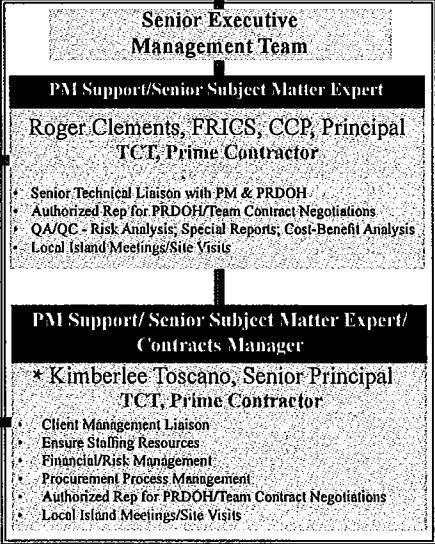 Senior Executive
Management Team
PM Support/Senior Subject Matter Expert
Roger Clements, FRICS, CCP, Principal
TCT, Prime Contractor
• Senior Technical Liaison with PM & PRDOH
• Authorized Rep for PRDOH/Team Contract Negotiations
• QA/QC - Risk Analysis; Special Reports; Cost-Benefit Analysis
• Local Island Meetings/Site Visits
PM Support/ Senior Subject Matter Expert/
Contracts Manager
* Kimberlee Toscano, Senior Principal
TCT, Prime Contractor
• Client Management Liaison
• Ensure Staffing Resources
• Financial/Risk Management
• Procurement Process Management
• Authorized Rep for PRDOH/Team Contract Negotiations
• Local Island Meetings/Site Visits